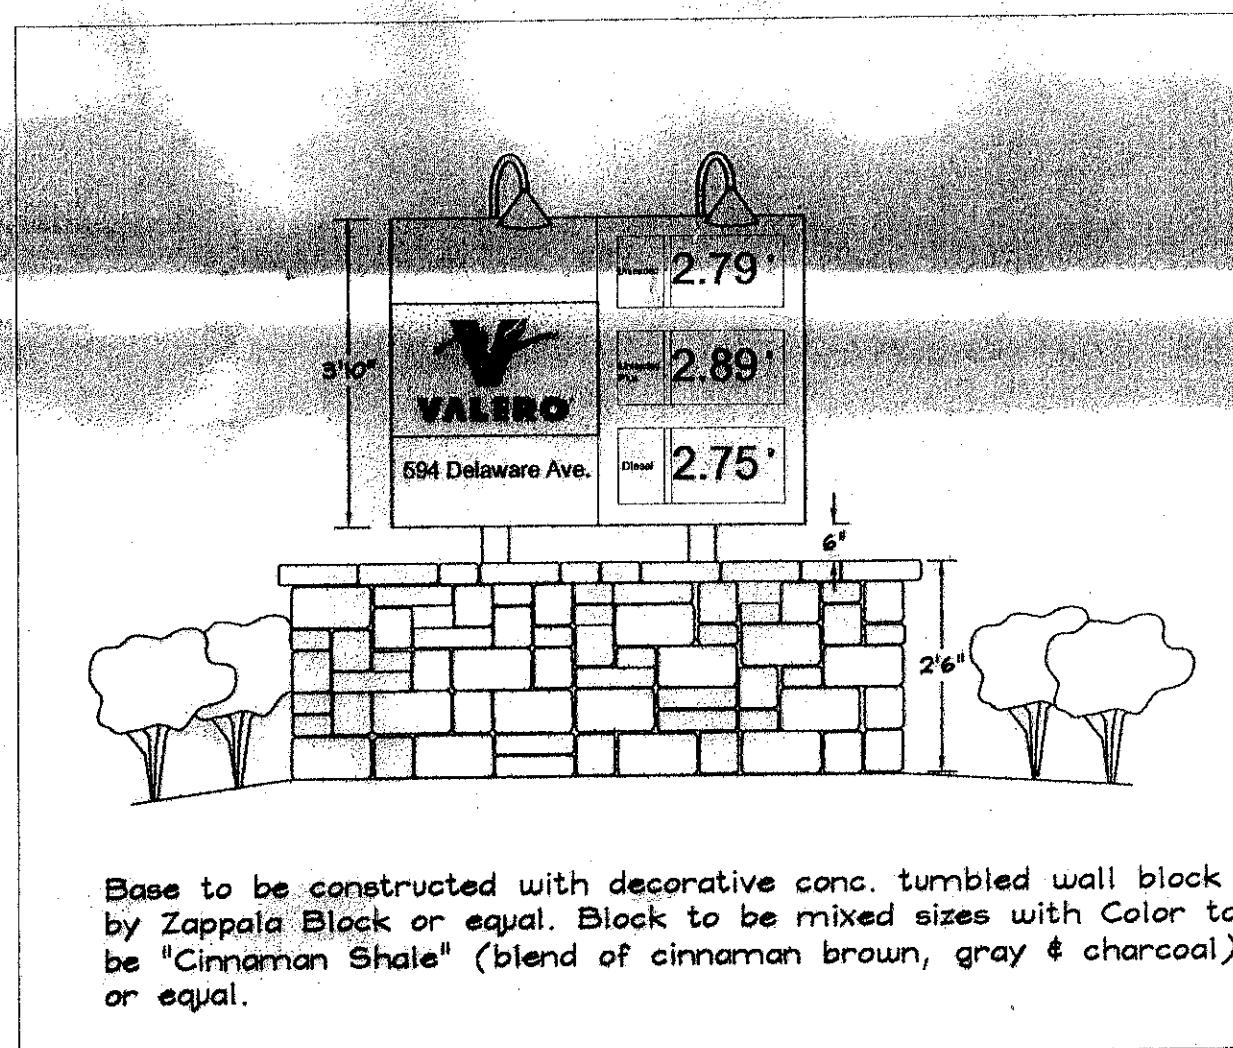 2.79
3'10"
2.89
VALERO
594 Delaware Ave.
Diesel 2.75
6"
2'6"
Base to be constructed with decorative conc. tumbled wall block
by Zappala Block or equal. Block to be mixed sizes with Color to
be "Cinnaman Shale" (blend of cinnaman brown, gray & charcoal)
or equal.